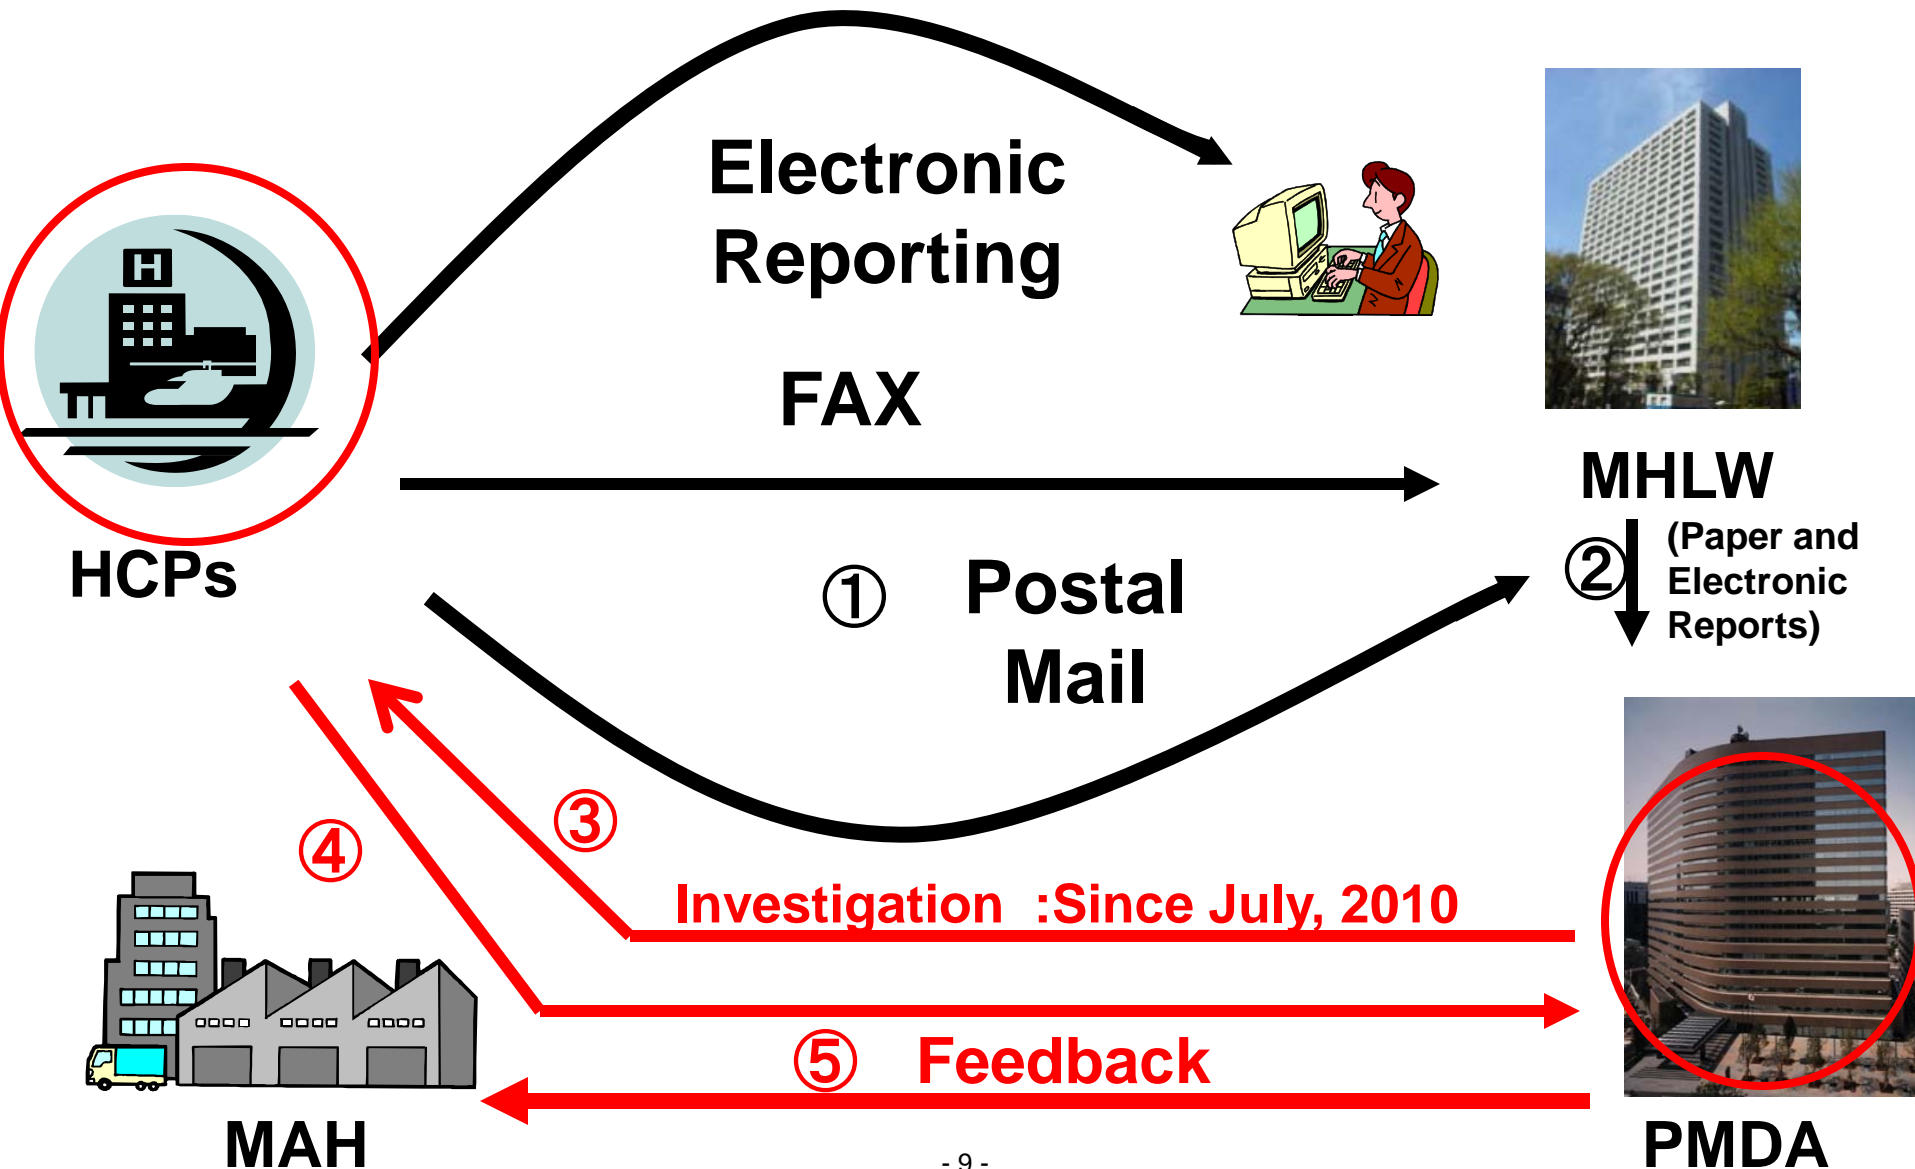 Electronic
Reporting
H
FAX
MHLW
HCPs
① Postal
Mail
②
(Paper and
Electronic
Reports)
③
④
Investigation :Since July, 2010
⑤ Feedback
MAH
PMDA
- 9 -